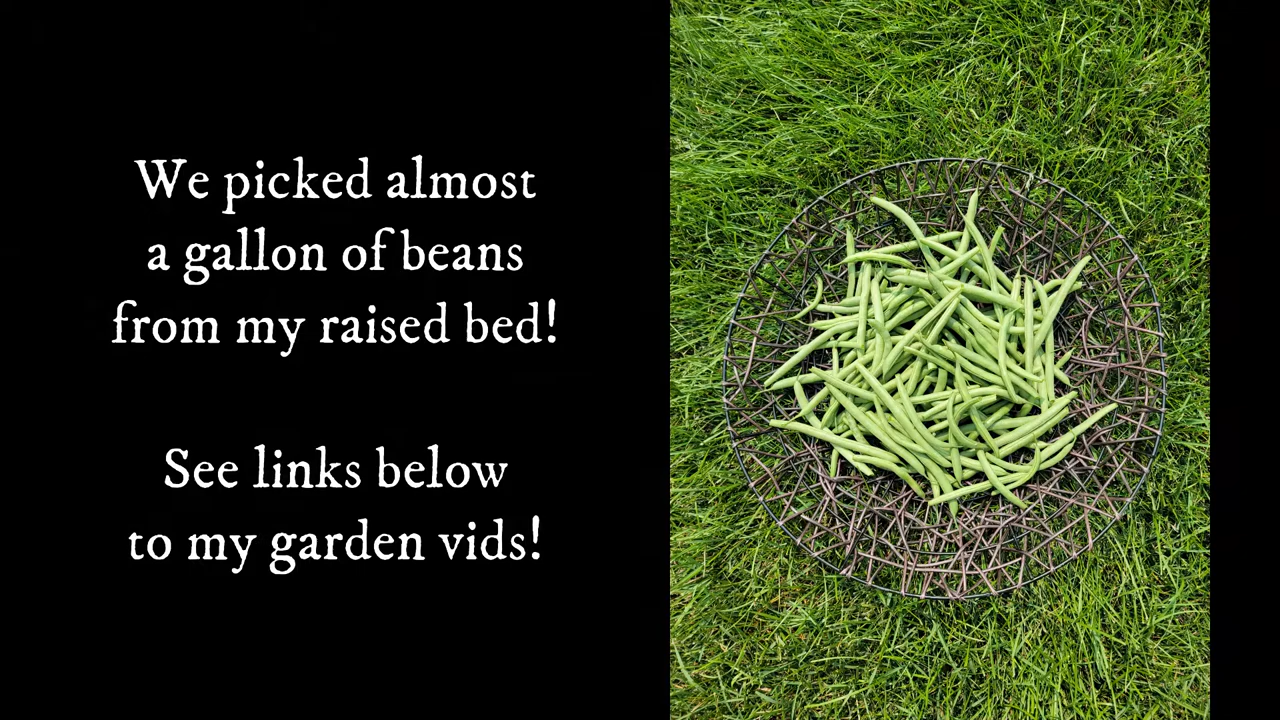 We picked almost
a gallon of beans
from my raised bed!
See links below
to my garden vids!